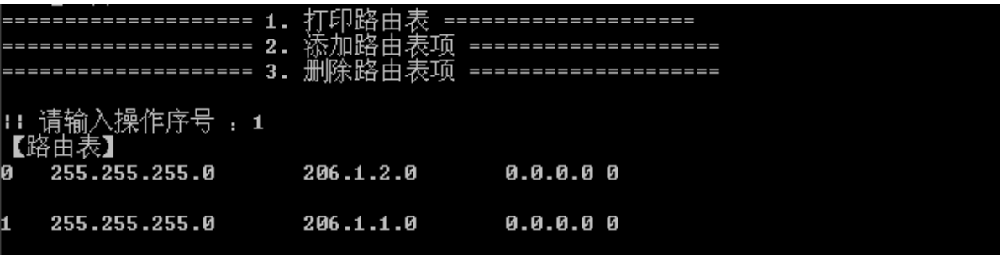 ==================== 1. 打印路由表 ====================
==================== 2. 添加路由表项 ====================
==================== 3. 删除路由表项 ====================
¦¦ 请输入操作序号 : 1
【路由表】
0 255.255.255.0 206.1.2.0 0.0.0.0 0
1 255.255.255.0 206.1.1.0 0.0.0.0 0